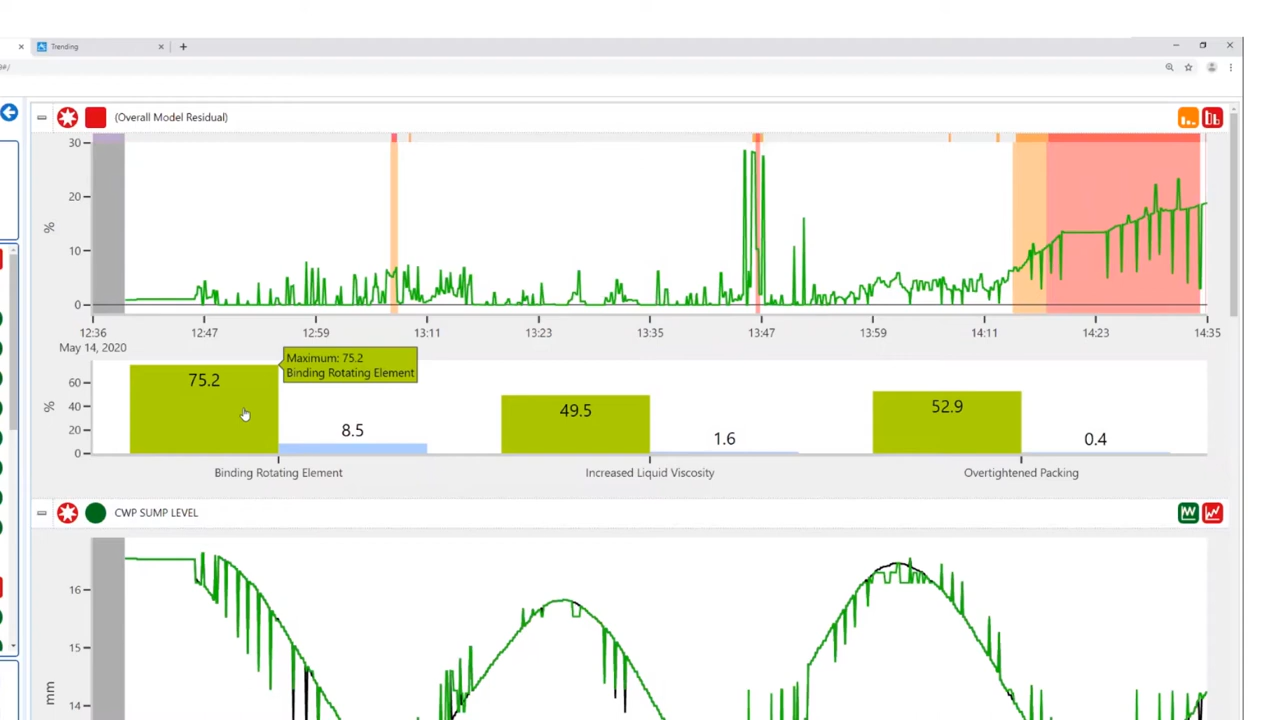 Trending
#/
(Overall Model Residual)
30
20
10
0
%
12:36 12:47 12:59 13:11 13:23 13:35 13:47 13:59 14:11 14:23 14:35
May 14, 2020
Maximum: 75.2
Binding Rotating Element
60
40
20
0
%
75.2 8.5 49.5 1.6 52.9 0.4
Binding Rotating Element Increased Liquid Viscosity Overtightened Packing
CWP SUMP LEVEL
16
15
14
mm